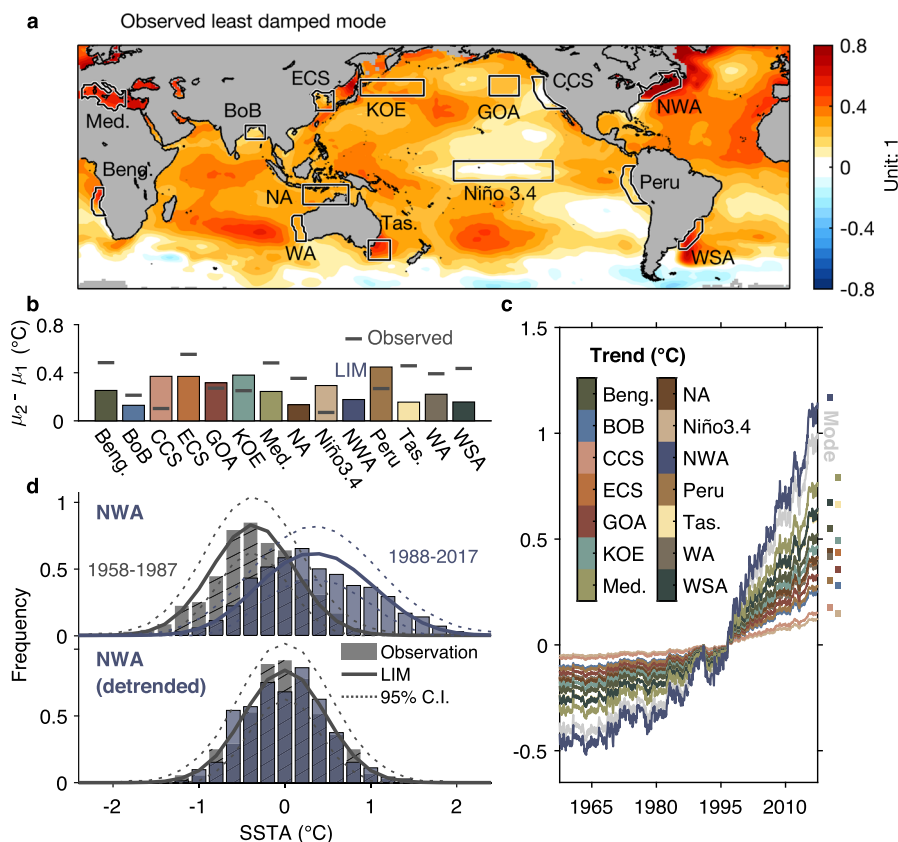 Observed least damped mode
a
0.8
0.4
0
-0.4
-0.8
Unit: 1
ECS
CCS
KOE
GOA
NWA
Med.
BoB
Beng.
NA
Niño 3.4
Peru
WA
Tas.
WSA
b
μ2 - μ1 (°C)
0.8
0.4
0
Observed
LIM
Beng.
BoB
CCS
ECS
GOA
KOE
Med.
NA
Niño3.4
NWA
Peru
Tas.
WA
WSA
c
1.5
1
0.5
0
-0.5
Trend (°C)
Beng. NA
BOB Niño3.4
CCS NWA
ECS Peru
GOA Tas.
KOE WA
Med. WSA
Mode
1965 1980 1995 2010
d
Frequency
1
0.5
0
NWA
1958-1987
1988-2017
NWA
(detrended)
Observation
LIM
95% C.I.
0.5
0
-2 -1 0 1 2
SSTA (°C)